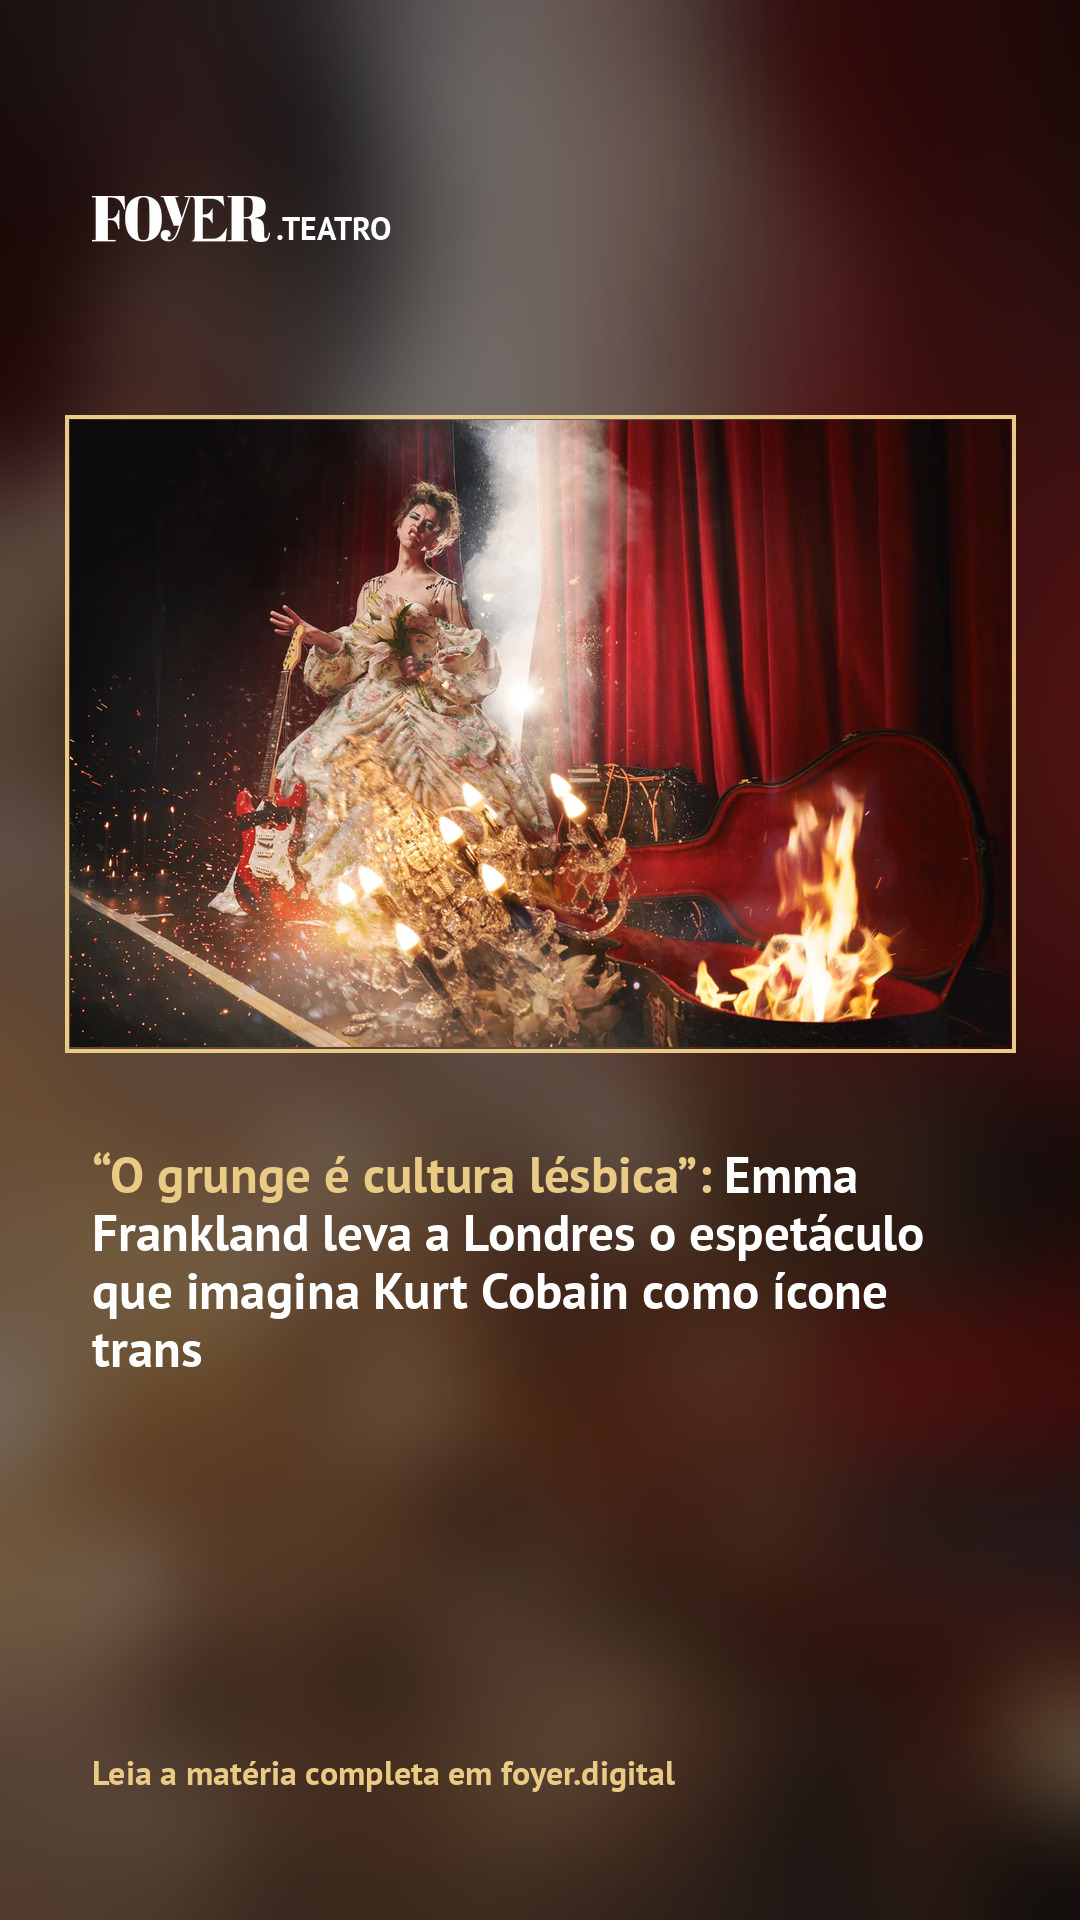 FOYER .TEATRO
“O grunge é cultura lésbica”: Emma
Frankland leva a Londres o espetáculo
que imagina Kurt Cobain como ícone
trans
Leia a matéria completa em foyer.digital